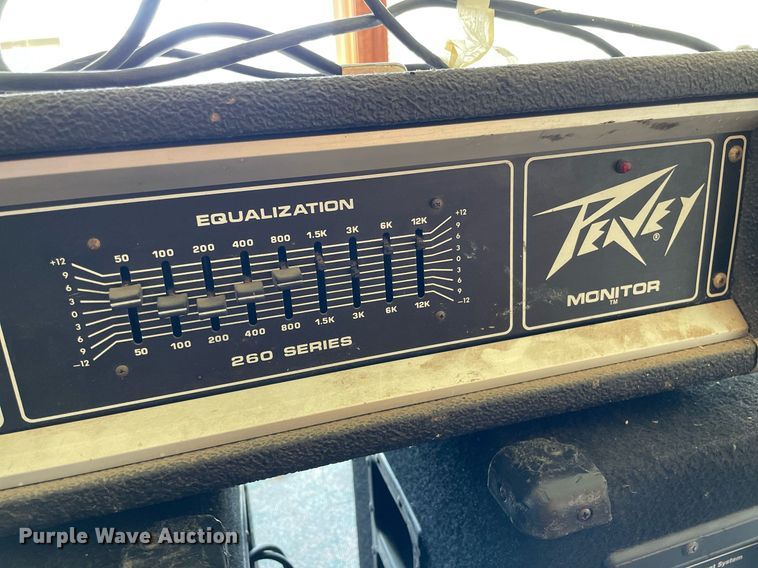 EQUALIZATION
50 100 200 400 800 1.5K 3K 6K 12K
+12 +12
9 9
6 6
3 3
0 0
3 3
6 6
9 9
-12 -12
50 100 200 400 800 1.5K 3K 6K 12K
260 SERIES
PEAVEY®
MONITOR
TM
System
Purple Wave Auction